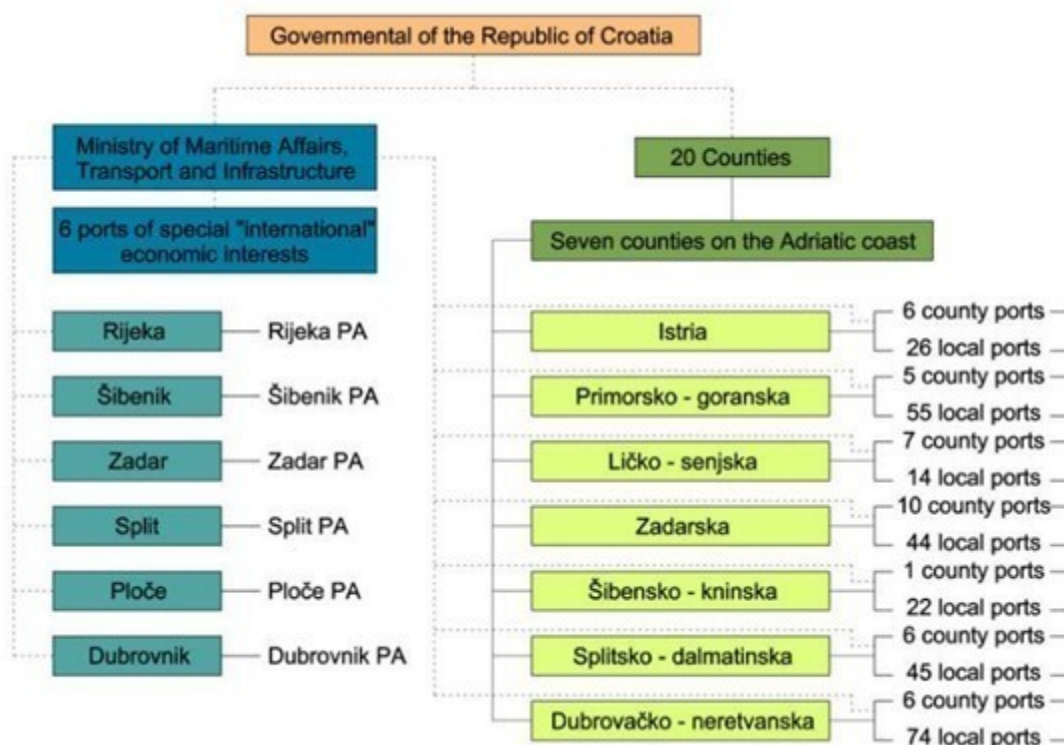 Governmental of the Republic of Croatia
Ministry of Maritime Affairs,
Transport and Infrastructure
6 ports of special "international"
economic interests
Rijeka
Rijeka PA
Šibenik
Šibenik PA
Zadar
Zadar PA
Split
Split PA
Ploče
Ploče PA
Dubrovnik
Dubrovnik PA
20 Counties
Seven counties on the Adriatic coast
Istria
6 county ports
26 local ports
Primorsko - goranska
5 county ports
55 local ports
Ličko - senjska
7 county ports
14 local ports
Zadarska
10 county ports
44 local ports
Šibensko - kninska
1 county ports
22 local ports
Splitsko - dalmatinska
6 county ports
45 local ports
Dubrovačko - neretvanska
6 county ports
74 local ports